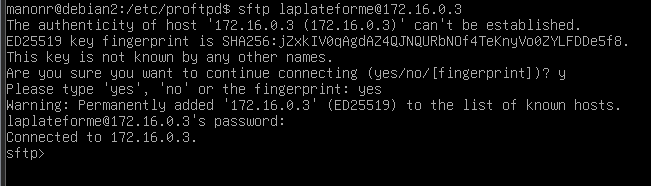 manonr@debian2:/etc/proftpd$ sftp laplateforme@172.16.0.3
The authenticity of host '172.16.0.3 (172.16.0.3)' can't be established.
ED25519 key fingerprint is SHA256:jZxkIV0qAgdAZ4QJNQURbNOf4TeKnyVo0ZYLFDDe5f8.
This key is not known by any other names.
Are you sure you want to continue connecting (yes/no/[fingerprint])? y
Please type 'yes', 'no' or the fingerprint: yes
Warning: Permanently added '172.16.0.3' (ED25519) to the list of known hosts.
laplateforme@172.16.0.3's password:
Connected to 172.16.0.3.
sftp>